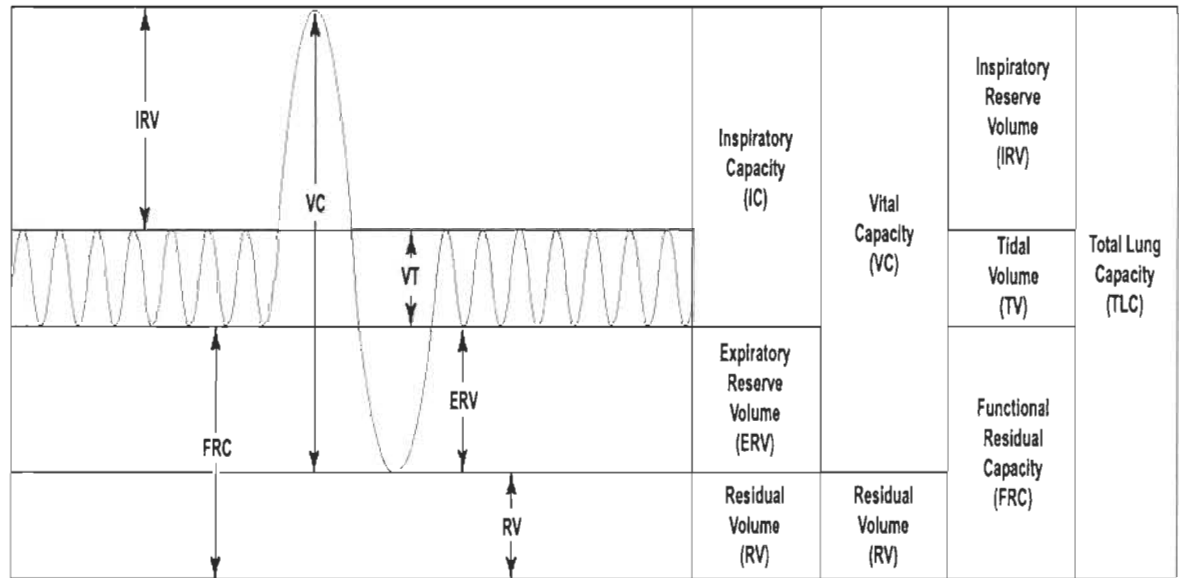 IRV
VC
VT
ERV
FRC
RV
Inspiratory
Capacity
(IC)
Expiratory
Reserve
Volume
(ERV)
Residual
Volume
(RV)
Vital
Capacity
(VC)
Residual
Volume
(RV)
Inspiratory
Reserve
Volume
(IRV)
Tidal
Volume
(TV)
Functional
Residual
Capacity
(FRC)
Total Lung
Capacity
(TLC)